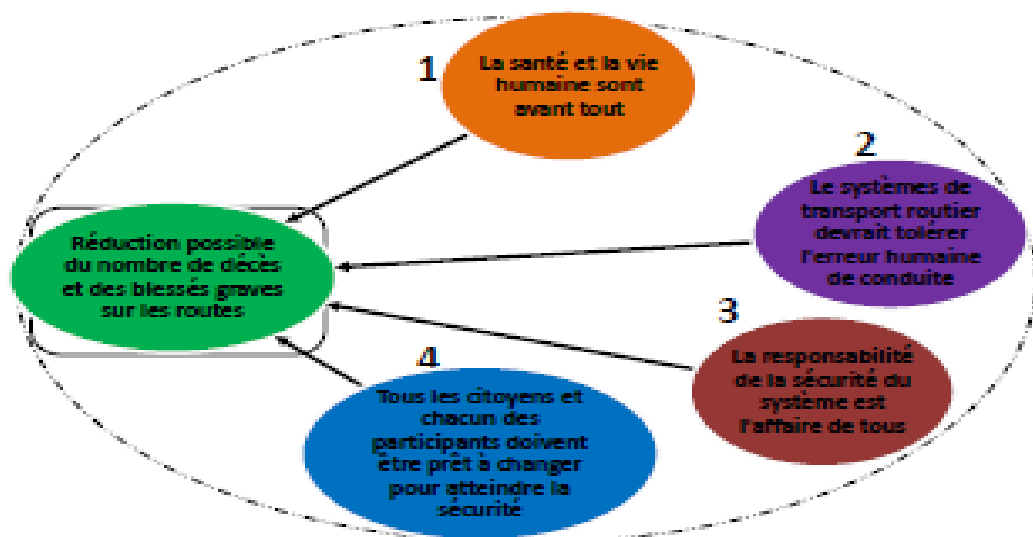 1
La santé et la vie
humaine sont
avant tout
2
Le systèmes de
transport routier
devrait tolérer
l'erreur humaine
de conduite
Réduction possible
du nombre de décès
et des blessés graves
sur les routes
3
La responsabilité
de la sécurité du
système est
l'affaire de tous
4
Tous les citoyens et
chacun des
participants doivent
être prêt à changer
pour atteindre la
sécurité